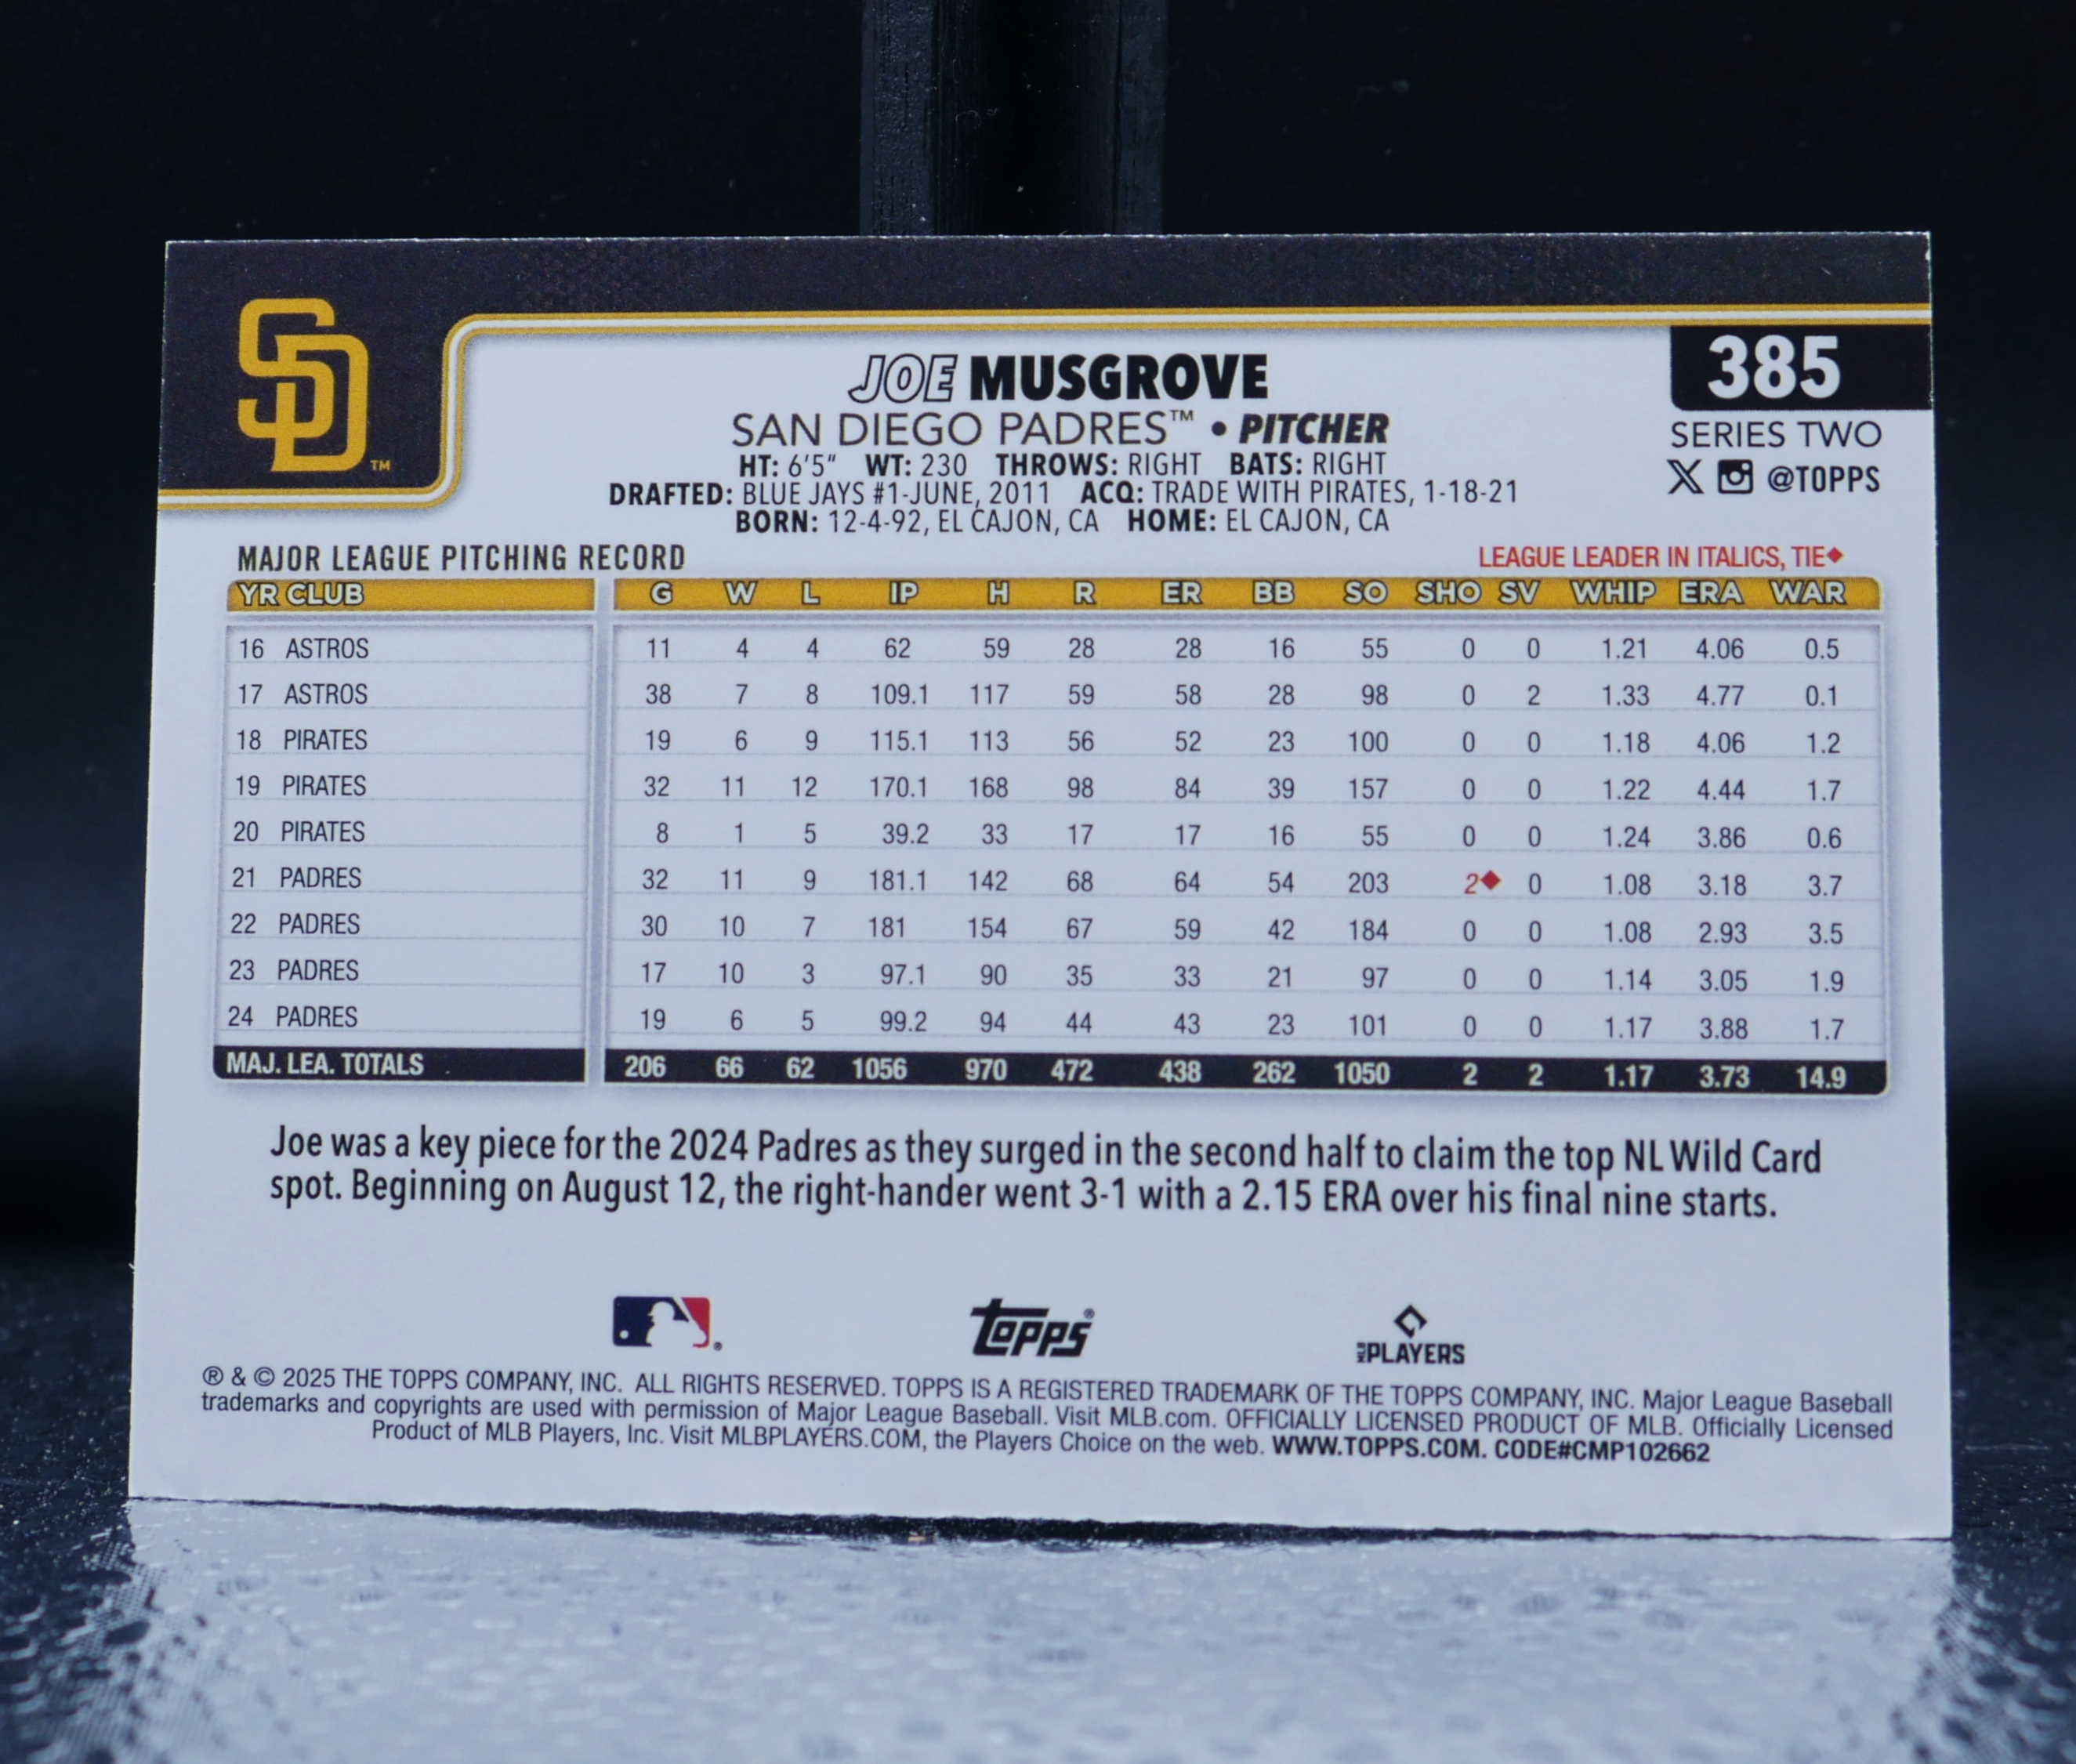 SD™
JOE MUSGROVE
385
SAN DIEGO PADRES™ • PITCHER
SERIES TWO
HT: 6'5" WT: 230 THROWS: RIGHT BATS: RIGHT
@TOPPS
DRAFTED: BLUE JAYS #1-JUNE, 2011 ACQ: TRADE WITH PIRATES, 1-18-21
BORN: 12-4-92, EL CAJON, CA HOME: EL CAJON, CA
MAJOR LEAGUE PITCHING RECORD LEAGUE LEADER IN ITALICS, TIE♦
YR CLUB G W L IP H R ER BB SO SHO SV WHIP ERA WAR
16 ASTROS 11 4 4 62 59 28 28 16 55 0 0 1.21 4.06 0.5
17 ASTROS 38 7 8 109.1 117 59 58 28 98 0 2 1.33 4.77 0.1
18 PIRATES 19 6 9 115.1 113 56 52 23 100 0 0 1.18 4.06 1.2
19 PIRATES 32 11 12 170.1 168 98 84 39 157 0 0 1.22 4.44 1.7
20 PIRATES 8 1 5 39.2 33 17 17 16 55 0 0 1.24 3.86 0.6
21 PADRES 32 11 9 181.1 142 68 64 54 203 2♦ 0 1.08 3.18 3.7
22 PADRES 30 10 7 181 154 67 59 42 184 0 0 1.08 2.93 3.5
23 PADRES 17 10 3 97.1 90 35 33 21 97 0 0 1.14 3.05 1.9
24 PADRES 19 6 5 99.2 94 44 43 23 101 0 0 1.17 3.88 1.7
MAJ. LEA. TOTALS 206 66 62 1056 970 472 438 262 1050 2 2 1.17 3.73 14.9
Joe was a key piece for the 2024 Padres as they surged in the second half to claim the top NL Wild Card
spot. Beginning on August 12, the right-hander went 3-1 with a 2.15 ERA over his final nine starts.
® Topps® MLB PLAYERS
® & © 2025 THE TOPPS COMPANY, INC. ALL RIGHTS RESERVED. TOPPS IS A REGISTERED TRADEMARK OF THE TOPPS COMPANY, INC. Major League Baseball
trademarks and copyrights are used with permission of Major League Baseball. Visit MLB.com. OFFICIALLY LICENSED PRODUCT OF MLB. Officially Licensed
Product of MLB Players, Inc. Visit MLBPLAYERS.COM, the Players Choice on the web. WWW.TOPPS.COM. CODE#CMP102662